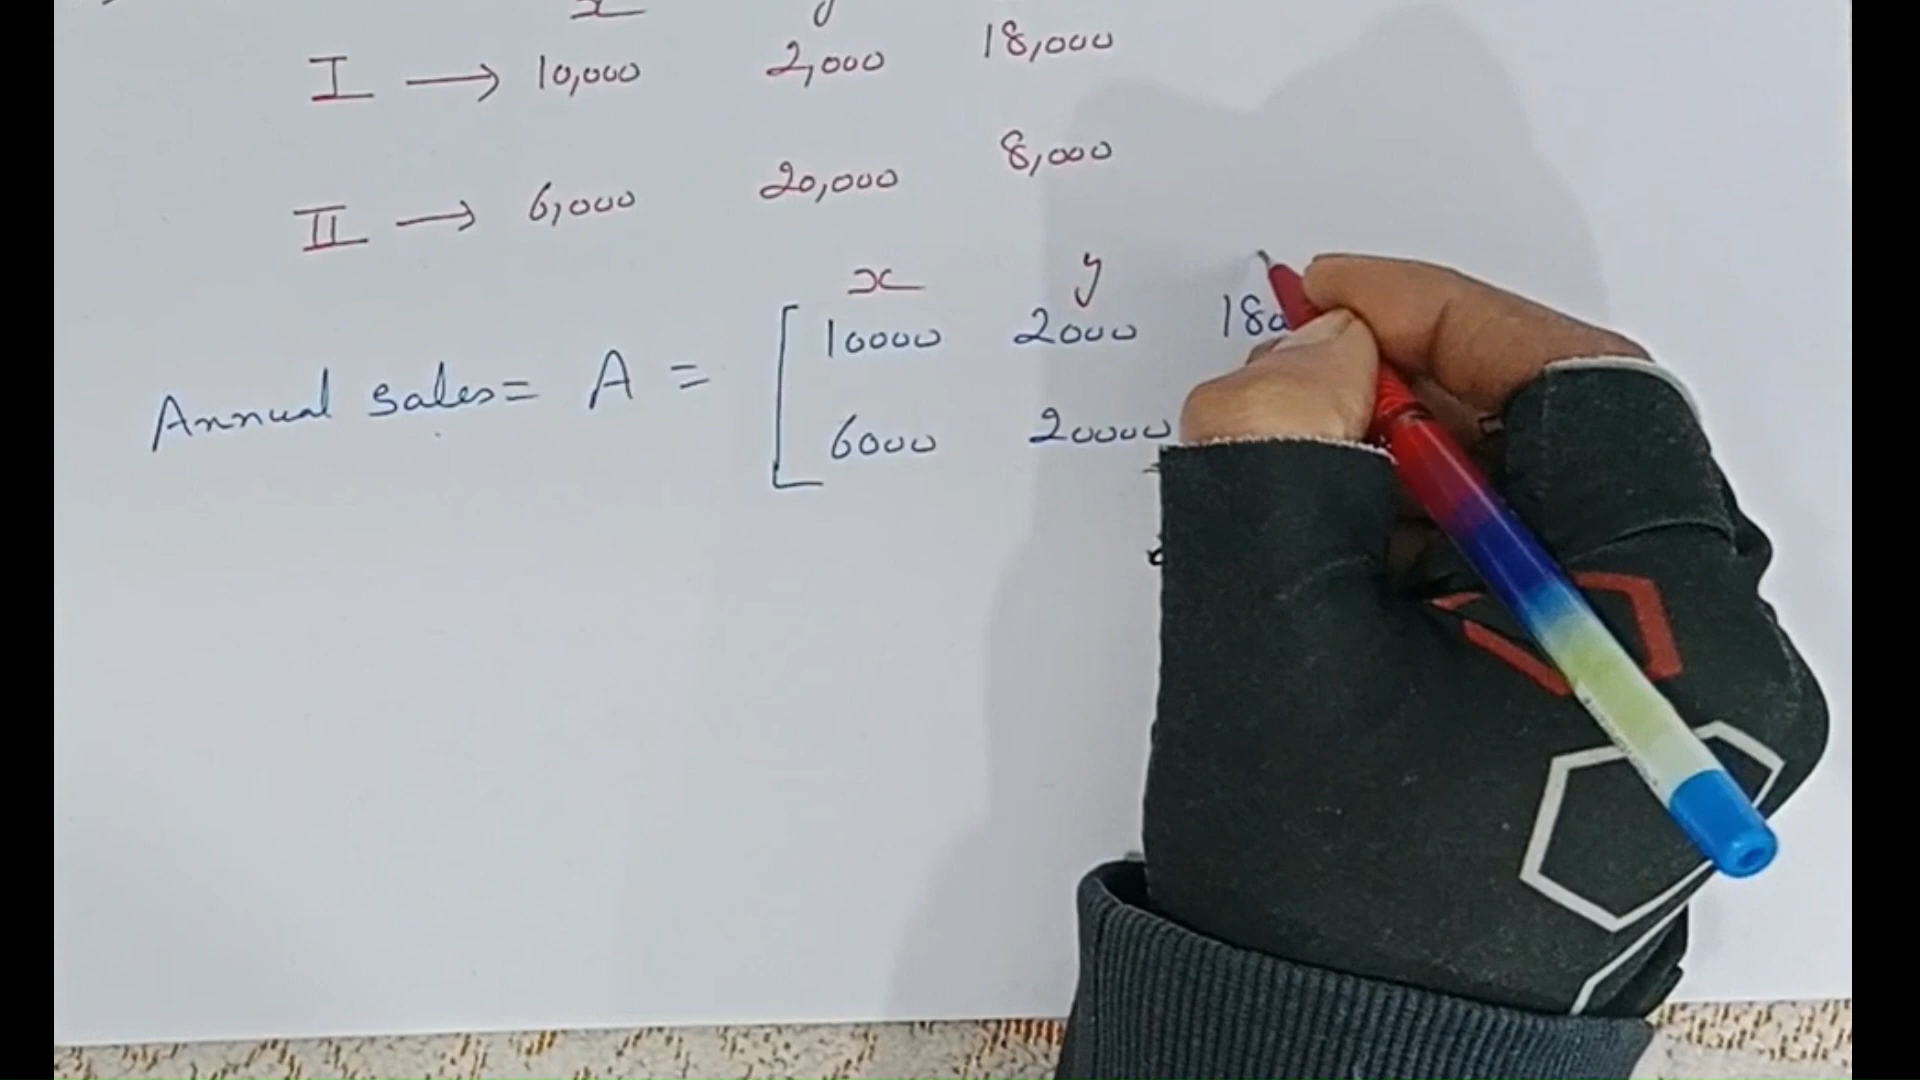 x y
I → 10,000 2,000 18,000
II → 6,000 20,000 8,000
x y
10000 2000 180
Annual sales = A =
6000 20000